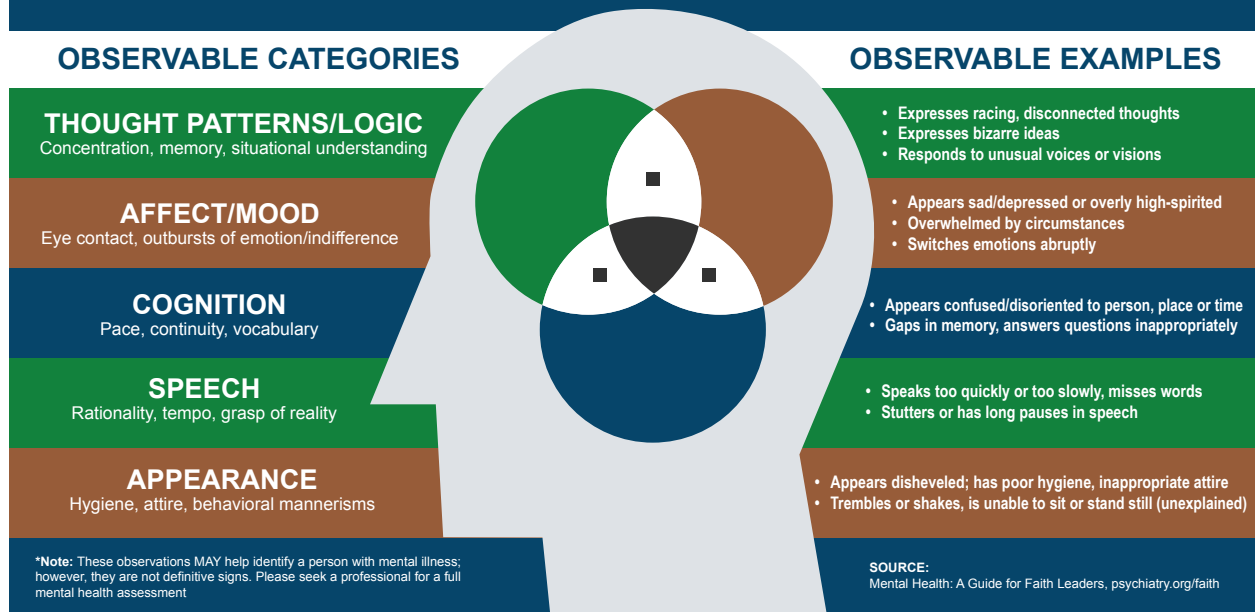 OBSERVABLE CATEGORIES
OBSERVABLE EXAMPLES
THOUGHT PATTERNS/LOGIC
Concentration, memory, situational understanding
• Expresses racing, disconnected thoughts
• Expresses bizarre ideas
• Responds to unusual voices or visions
AFFECT/MOOD
Eye contact, outbursts of emotion/indifference
• Appears sad/depressed or overly high-spirited
• Overwhelmed by circumstances
• Switches emotions abruptly
COGNITION
Pace, continuity, vocabulary
• Appears confused/disoriented to person, place or time
• Gaps in memory, answers questions inappropriately
SPEECH
Rationality, tempo, grasp of reality
• Speaks too quickly or too slowly, misses words
• Stutters or has long pauses in speech
APPEARANCE
Hygiene, attire, behavioral mannerisms
• Appears disheveled; has poor hygiene, inappropriate attire
• Trembles or shakes, is unable to sit or stand still (unexplained)
*Note: These observations MAY help identify a person with mental illness;
however, they are not definitive signs. Please seek a professional for a full
mental health assessment
SOURCE:
Mental Health: A Guide for Faith Leaders, psychiatry.org/faith